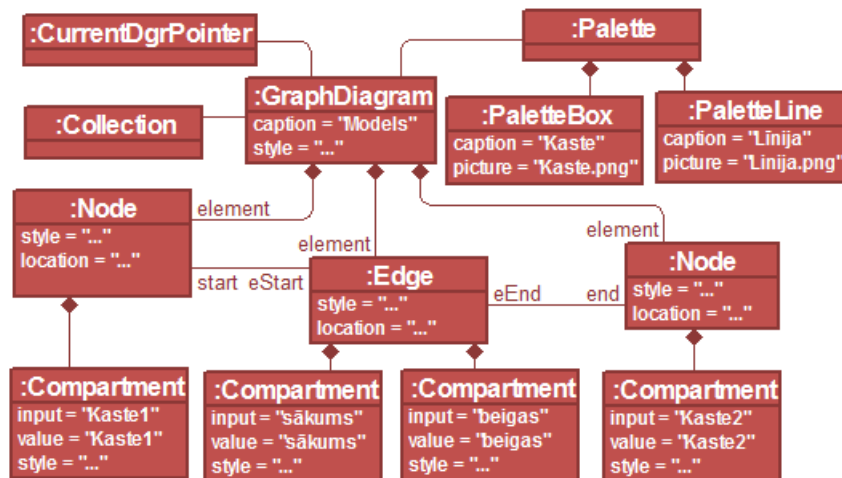 :CurrentDgrPointer
:Palette
:GraphDiagram
caption = "Models"
style = "..."
:Collection
:PaletteBox
caption = "Kaste"
picture = "Kaste.png"
:PaletteLine
caption = "Līnija"
picture = "Linija.png"
:Node
style = "..."
location = "..."
element
element
element
start eStart
:Edge
style = "..."
location = "..."
eEnd end
:Node
style = "..."
location = "..."
:Compartment
input = "Kaste1"
value = "Kaste1"
style = "..."
:Compartment
input = "sākums"
value = "sākums"
style = "..."
:Compartment
input = "beigas"
value = "beigas"
style = "..."
:Compartment
input = "Kaste2"
value = "Kaste2"
style = "..."